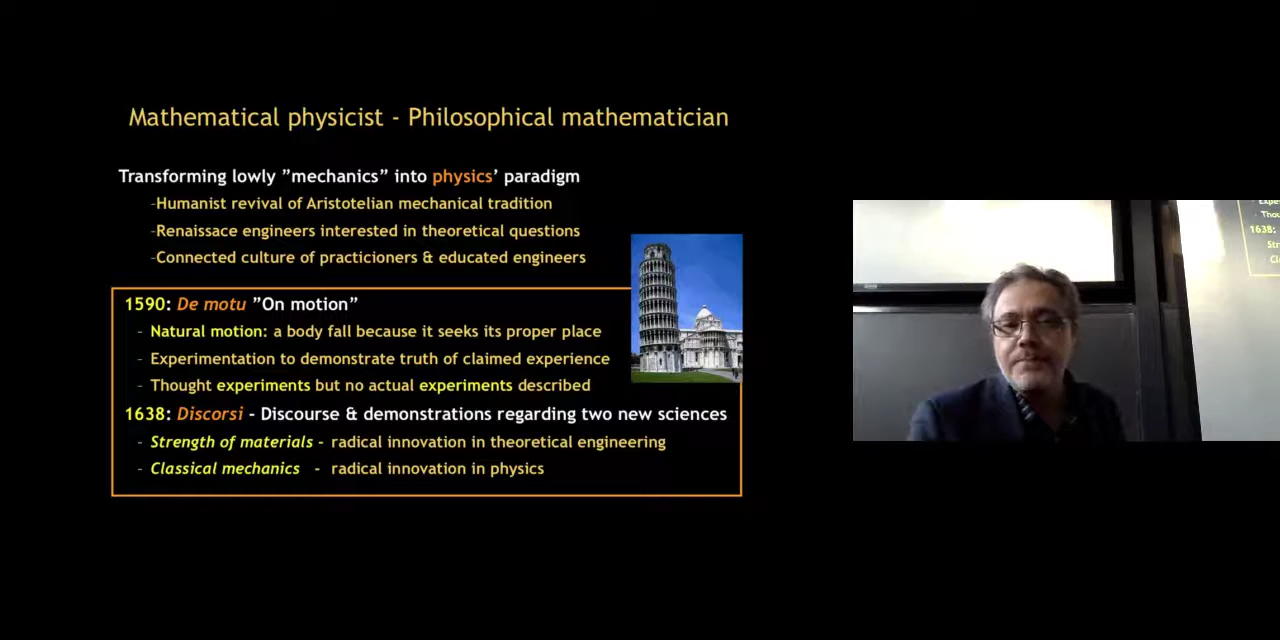 Mathematical physicist - Philosophical mathematician
Transforming lowly ”mechanics” into physics’ paradigm
-Humanist revival of Aristotelian mechanical tradition
-Renaissace engineers interested in theoretical questions
-Connected culture of practicioners & educated engineers
1590: De motu ”On motion”
- Natural motion: a body fall because it seeks its proper place
- Experimentation to demonstrate truth of claimed experience
- Thought experiments but no actual experiments described
1638: Discorsi - Discourse & demonstrations regarding two new sciences
- Strength of materials - radical innovation in theoretical engineering
- Classical mechanics - radical innovation in physics
1638: